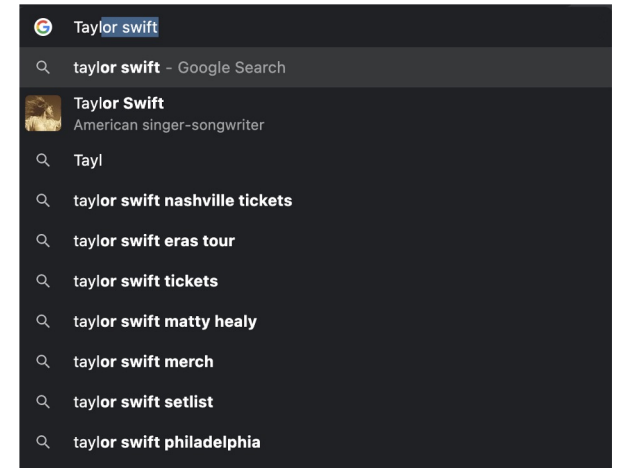 Taylor swift
taylor swift - Google Search
Taylor Swift
American singer-songwriter
Tayl
taylor swift nashville tickets
taylor swift eras tour
taylor swift tickets
taylor swift matty healy
taylor swift merch
taylor swift setlist
taylor swift philadelphia